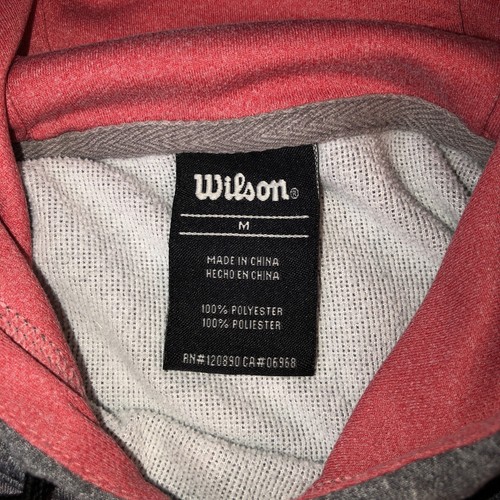 Wilson®
M
MADE IN CHINA
HECHO EN CHINA
100% POLYESTER
100% POLIESTER
RN#120890 CA#06968